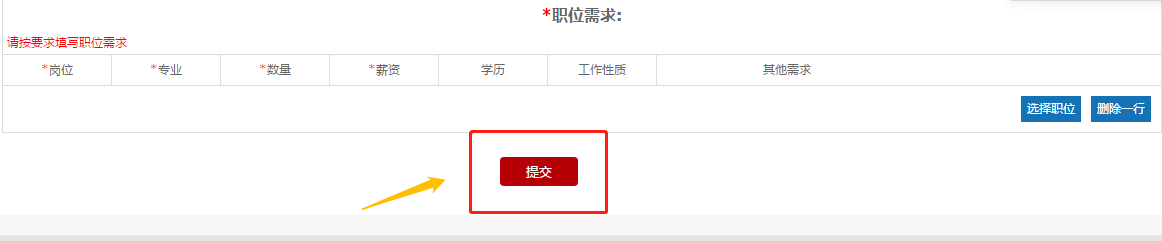 *职位需求:
请按要求填写职位需求
*岗位 *专业 *数量 *薪资 学历 工作性质 其他需求
选择职位 删除一行
提交